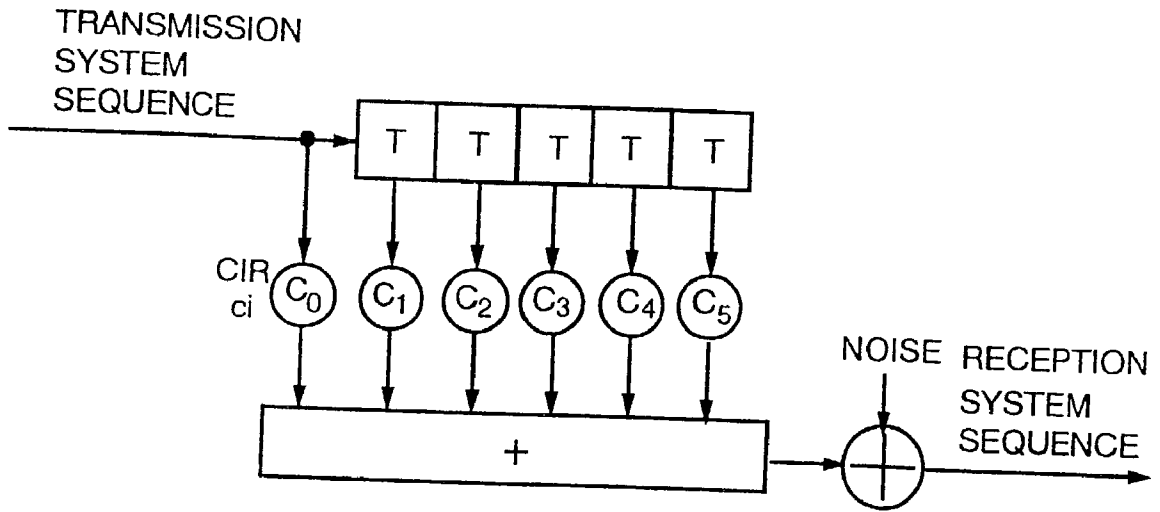 TRANSMISSION
SYSTEM
SEQUENCE
T T T T T
CIR
ci
C0 C1 C2 C3 C4 C5
NOISE
RECEPTION
SYSTEM
SEQUENCE
+
+